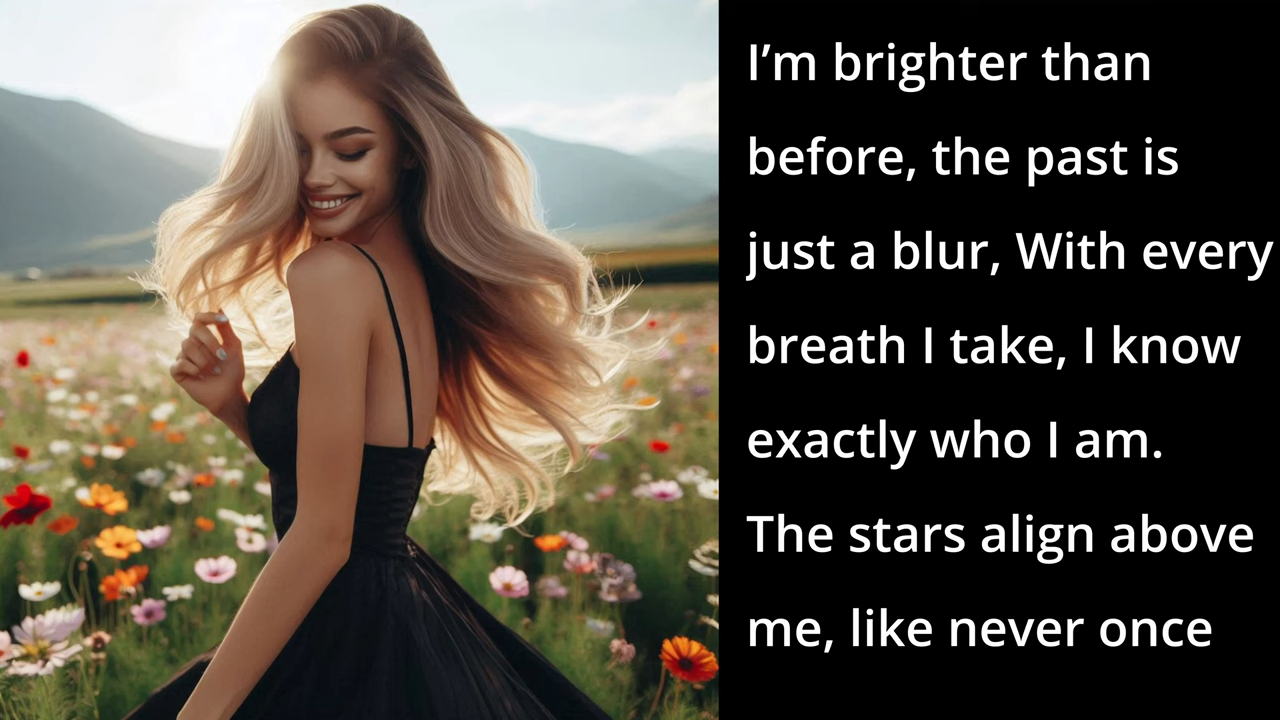 I’m brighter than
before, the past is
just a blur, With every
breath I take, I know
exactly who I am.
The stars align above
me, like never once